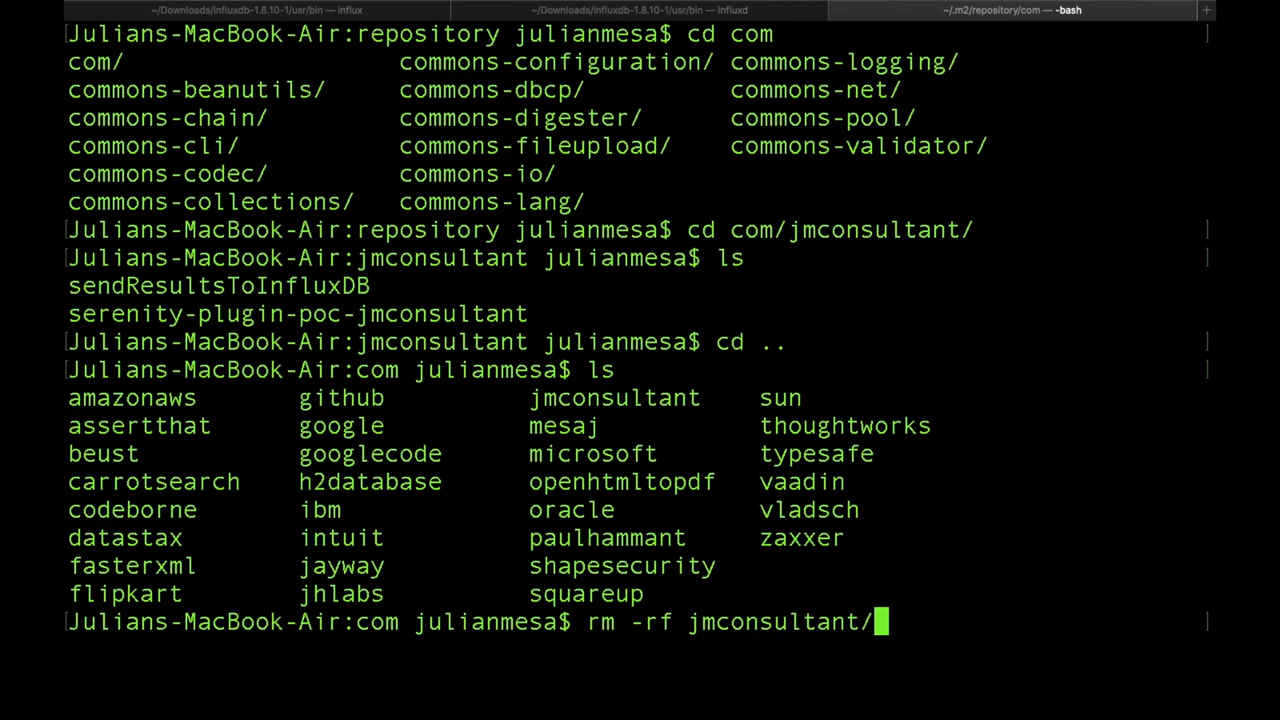 ~/Downloads/influxdb-1.8.10-1/usr/bin — influx ~/Downloads/influxdb-1.8.10-1/usr/bin — influxd ~/.m2/repository/com — -bash +
[Julians-MacBook-Air:repository julianmesa$ cd com ]
com/ commons-configuration/ commons-logging/
commons-beanutils/ commons-dbcp/ commons-net/
commons-chain/ commons-digester/ commons-pool/
commons-cli/ commons-fileupload/ commons-validator/
commons-codec/ commons-io/
commons-collections/ commons-lang/
[Julians-MacBook-Air:repository julianmesa$ cd com/jmconsultant/ ]
[Julians-MacBook-Air:jmconsultant julianmesa$ ls ]
sendResultsToInfluxDB
serenity-plugin-poc-jmconsultant
[Julians-MacBook-Air:jmconsultant julianmesa$ cd .. ]
[Julians-MacBook-Air:com julianmesa$ ls ]
amazonaws github jmconsultant sun
assertthat google mesaj thoughtworks
beust googlecode microsoft typesafe
carrotsearch h2database openhtmltopdf vaadin
codeborne ibm oracle vladsch
datastax intuit paulhammant zaxxer
fasterxml jayway shapesecurity
flipkart jhlabs squareup
[Julians-MacBook-Air:com julianmesa$ rm -rf jmconsultant/ ]